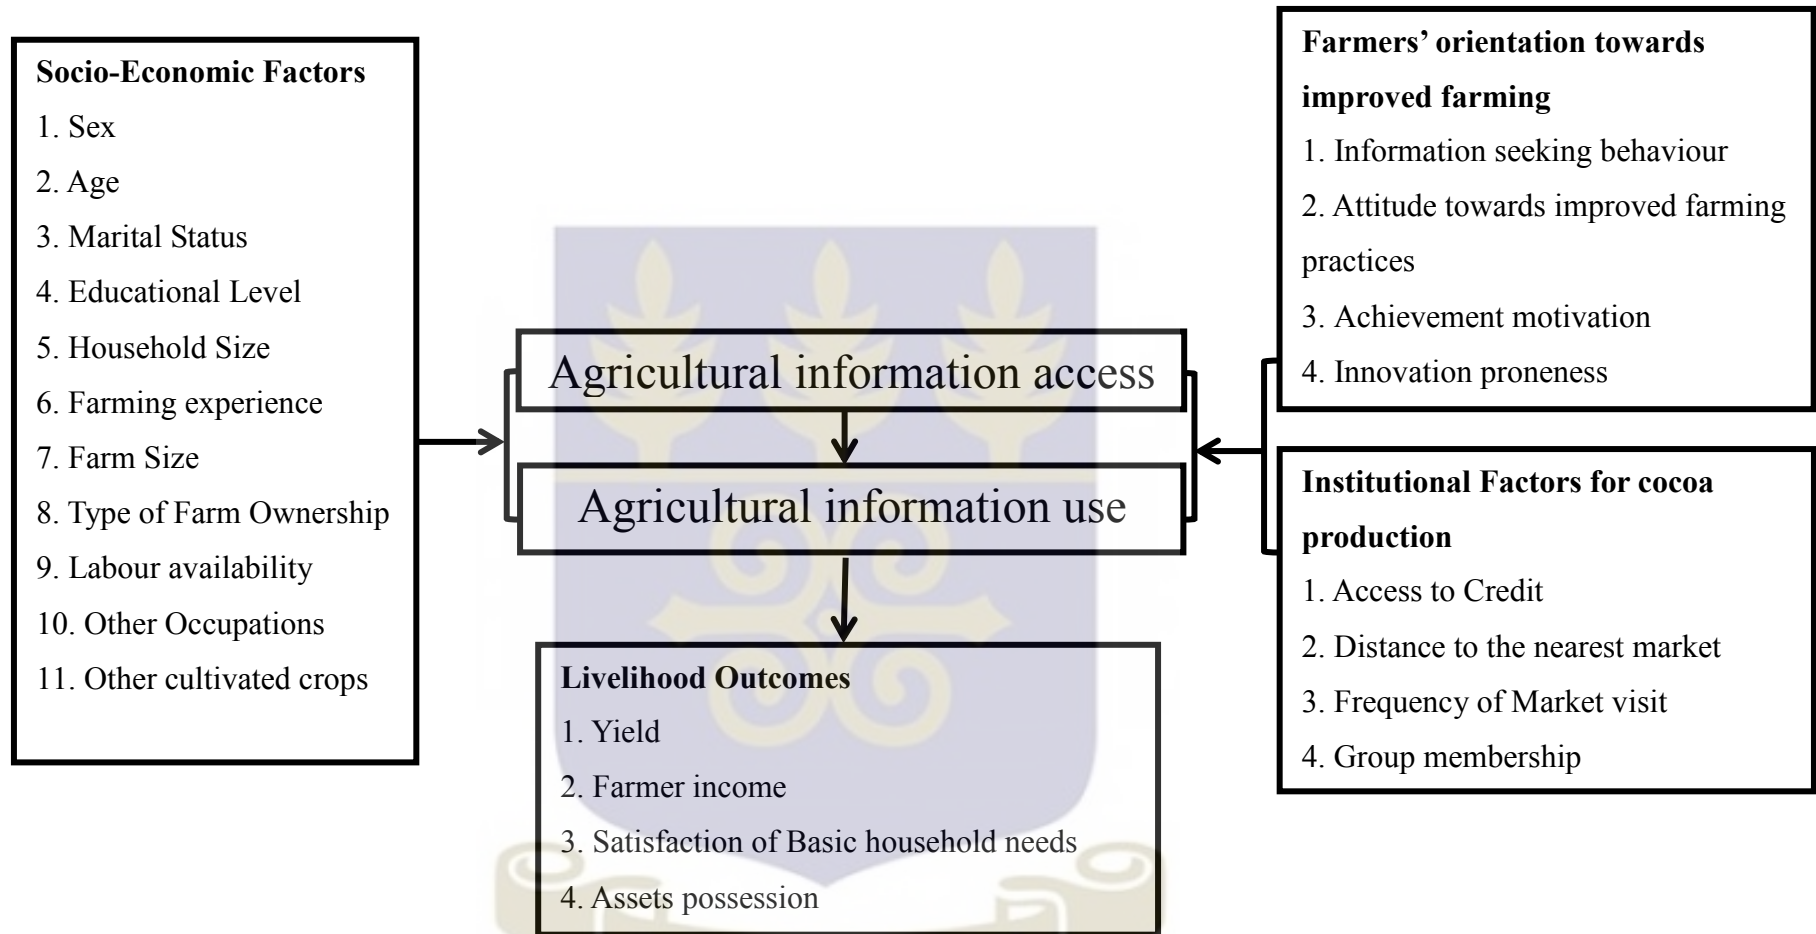 Socio-Economic Factors
1. Sex
2. Age
3. Marital Status
4. Educational Level
5. Household Size
6. Farming experience
7. Farm Size
8. Type of Farm Ownership
9. Labour availability
10. Other Occupations
11. Other cultivated crops
Agricultural information access
Agricultural information use
Livelihood Outcomes
1. Yield
2. Farmer income
3. Satisfaction of Basic household needs
4. Assets possession
Farmers’ orientation towards
improved farming
1. Information seeking behaviour
2. Attitude towards improved farming
practices
3. Achievement motivation
4. Innovation proneness
Institutional Factors for cocoa
production
1. Access to Credit
2. Distance to the nearest market
3. Frequency of Market visit
4. Group membership